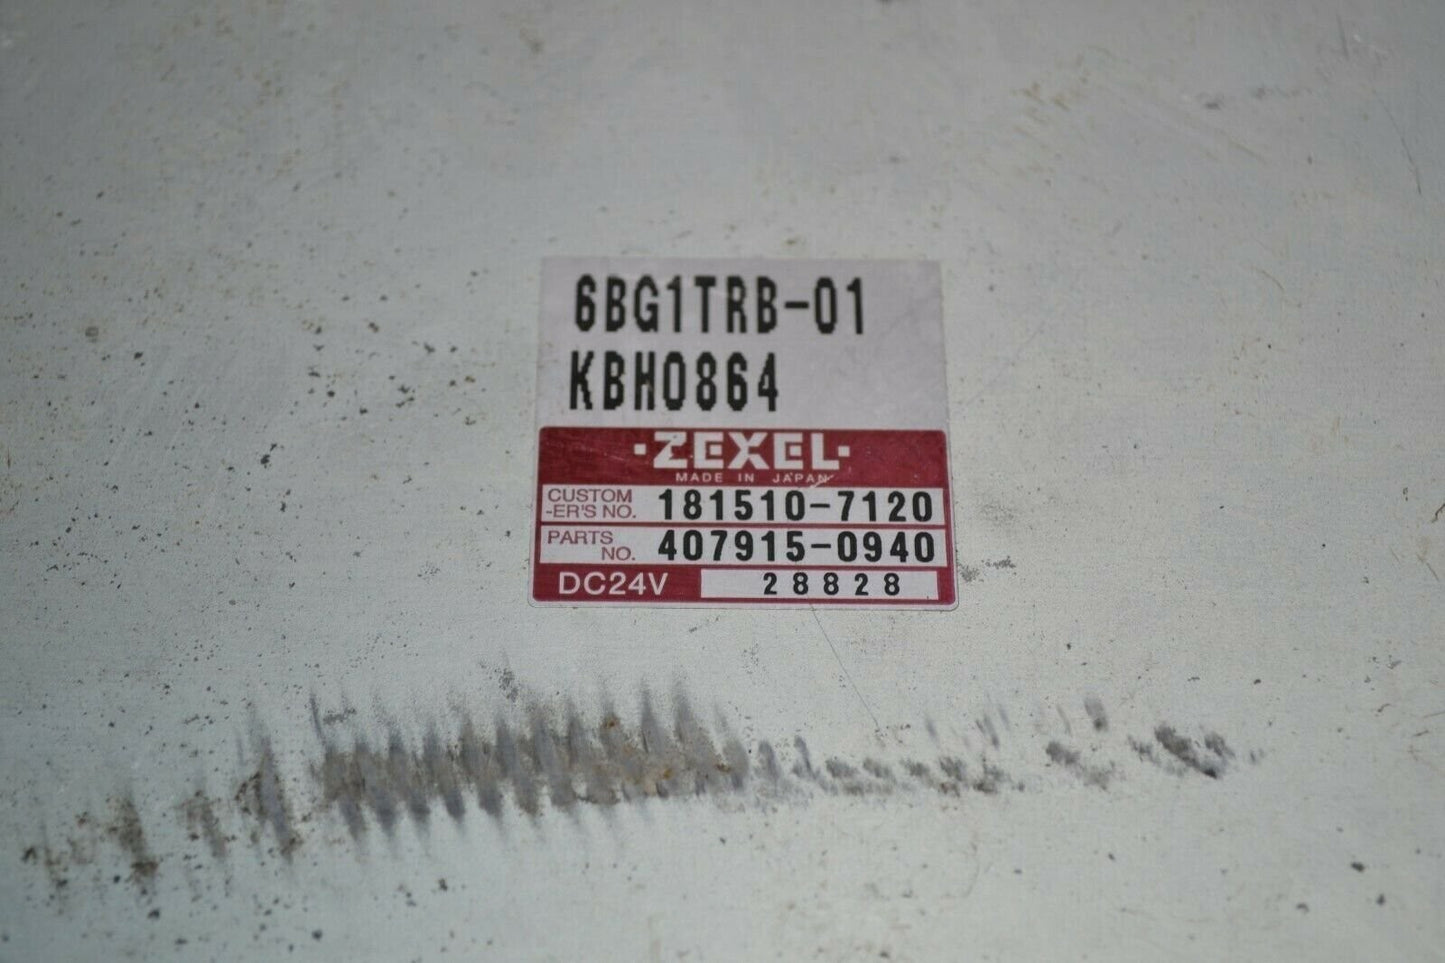 6BG1TRB-01
KBH0864
·ZEXEL·
MADE IN JAPAN
CUSTOM
-ER'S NO. 181510-7120
PARTS
NO. 407915-0940
DC24V 28828